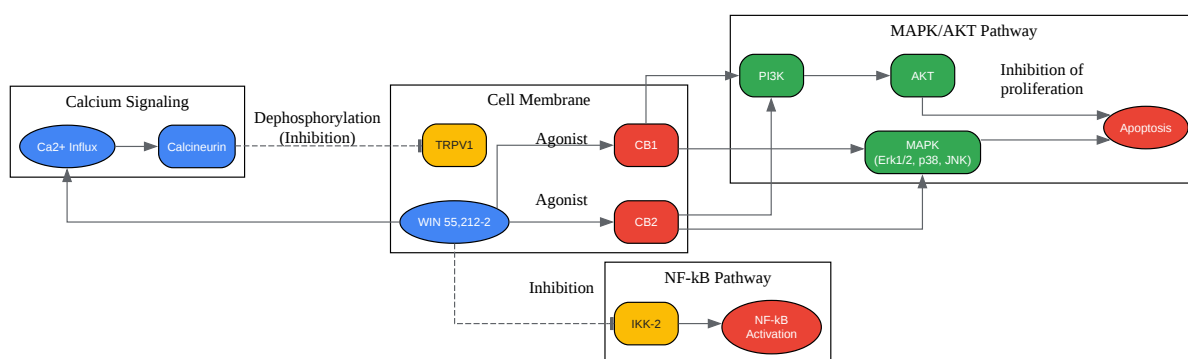 MAPK/AKT Pathway
PI3K
AKT
Inhibition of
proliferation
Apoptosis
MAPK
(Erk1/2, p38, JNK)
Calcium Signaling
Ca2+ Influx
Calcineurin
Dephosphorylation
(Inhibition)
Cell Membrane
TRPV1
Agonist
CB1
WIN 55,212-2
Agonist
CB2
Inhibition
NF-kB Pathway
IKK-2
NF-kB
Activation